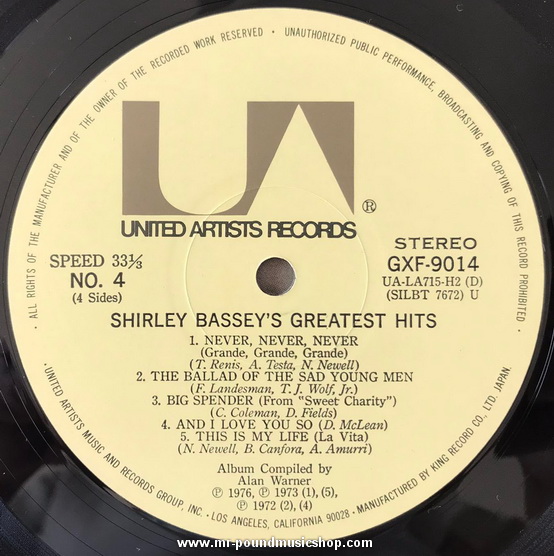 · ALL RIGHTS OF THE MANUFACTURER AND OF THE OWNER OF THE RECORDED WORK RESERVED · UNAUTHORIZED PUBLIC PERFORMANCE, BROADCASTING AND COPYING OF THIS RECORD PROHIBITED ·
UA®
UNITED ARTISTS RECORDS
SPEED 33⅓
NO. 4
(4 Sides)
STEREO
GXF-9014
UA-LA715-H2 (D)
(SILBT 7672) U
SHIRLEY BASSEY'S GREATEST HITS
1. NEVER, NEVER, NEVER
(Grande, Grande, Grande)
(T. Renis, A. Testa, N. Newell)
2. THE BALLAD OF THE SAD YOUNG MEN
(F. Landesman, T. J. Wolf, Jr.)
3. BIG SPENDER (From "Sweet Charity")
(C. Coleman, D. Fields)
4. AND I LOVE YOU SO (D. McLean)
5. THIS IS MY LIFE (La Vita)
(N. Newell, B. Canfora, A. Amurri)
Album Compiled by
Alan Warner
℗ 1976, ℗ 1973 (1), (5),
℗ 1972 (2), (4)
· UNITED ARTISTS MUSIC AND RECORDS GROUP, INC. · LOS ANGELES, CALIFORNIA 90028 · MANUFACTURED BY KING RECORD CO., LTD. JAPAN.
www.mr-poundmusicshop.com